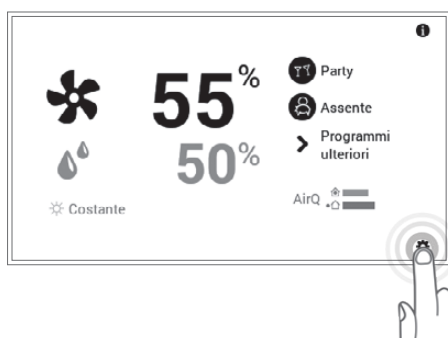 55%
Party
Assente
50%
Programmi
ulteriori
AirQ
Costante